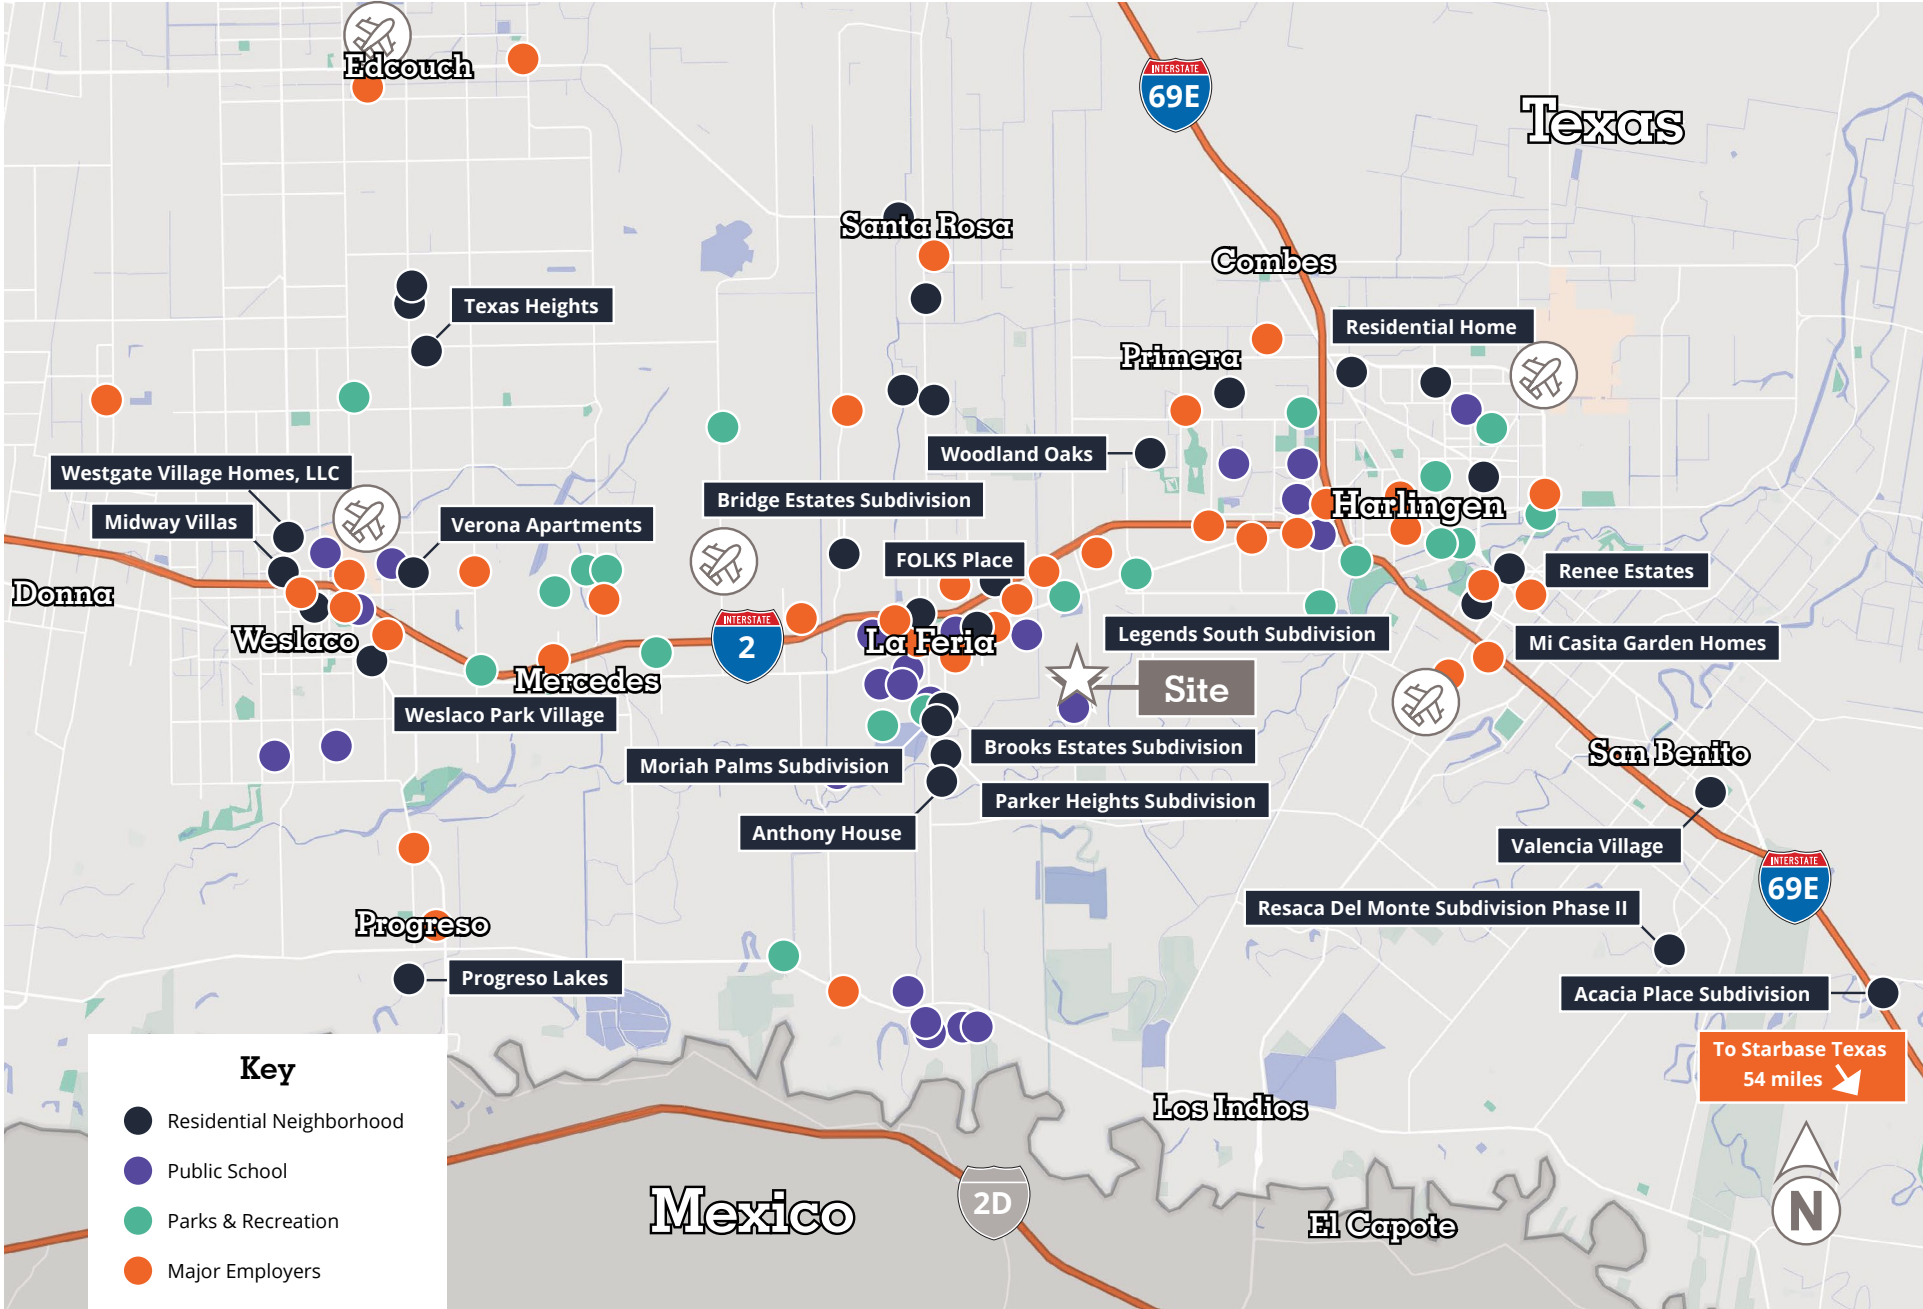 Edcouch
INTERSTATE
69E
Texas
Santa Rosa
Combes
Texas Heights
Residential Home
Primera
Woodland Oaks
Westgate Village Homes, LLC
Bridge Estates Subdivision
Midway Villas
Verona Apartments
Harlingen
FOLKS Place
Renee Estates
Donna
INTERSTATE
2
Weslaco
La Feria
Legends South Subdivision
Mi Casita Garden Homes
Mercedes
Site
Weslaco Park Village
Brooks Estates Subdivision
San Benito
Moriah Palms Subdivision
Parker Heights Subdivision
Anthony House
Valencia Village
INTERSTATE
69E
Resaca Del Monte Subdivision Phase II
Progreso
Progreso Lakes
Acacia Place Subdivision
To Starbase Texas
54 miles
Key
Residential Neighborhood
Public School
Parks & Recreation
Major Employers
Los Indios
Mexico
2D
El Capote
N